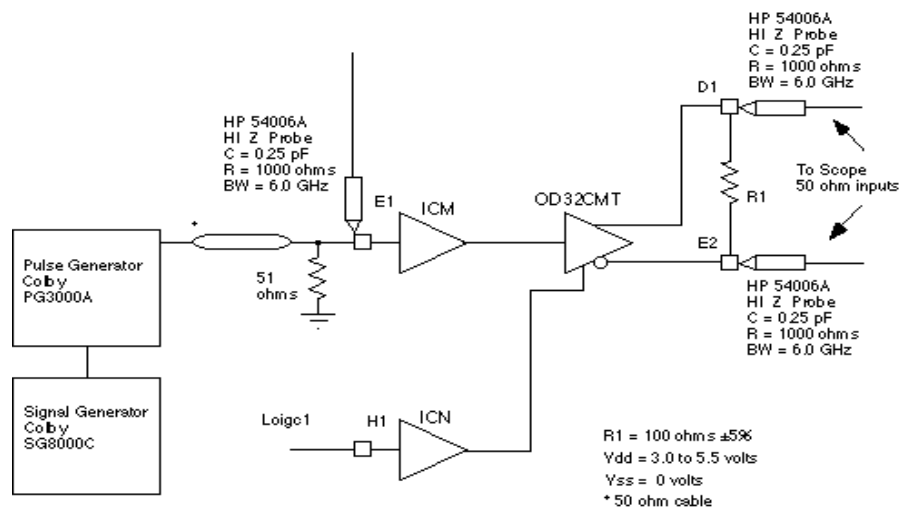 HP 54006A
HI Z Probe
C = 0.25 pF
R = 1000 ohms
BW = 6.0 GHz
D1
HP 54006A
HI Z Probe
C = 0.25 pF
R = 1000 ohms
BW = 6.0 GHz
E1
ICM
OD32CMT
R1
To Scope
50 ohm inputs
*
E2
Pulse Generator
Colby
PG3000A
51
ohms
HP 54006A
HI Z Probe
C = 0.25 pF
R = 1000 ohms
BW = 6.0 GHz
Signal Generator
Colby
SG8000C
Loigc1
H1
ICN
R1 = 100 ohms ±5%
Vdd = 3.0 to 5.5 volts
Vss = 0 volts
* 50 ohm cable